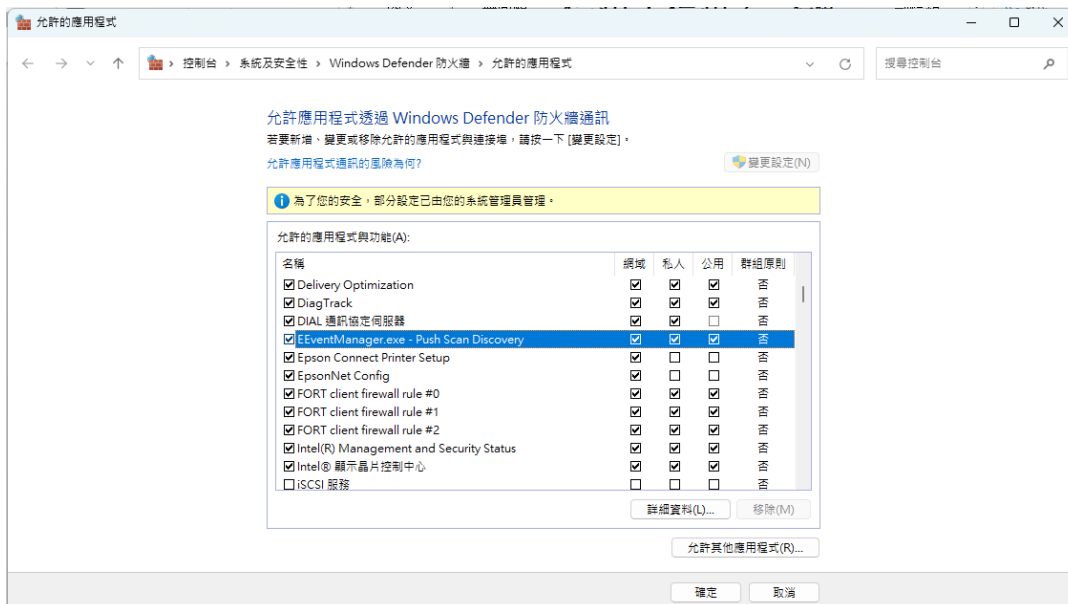 允許的應用程式
控制台 › 系統及安全性 › Windows Defender 防火牆 › 允許的應用程式
搜尋控制台
允許應用程式透過 Windows Defender 防火牆通訊
若要新增、變更或移除允許的應用程式與連接埠，請按一下 [變更設定]。
允許應用程式通訊的風險為何?
變更設定(N)
為了您的安全，部分設定已由您的系統管理員管理。
允許的應用程式與功能(A):
名稱 網域 私人 公用 群組原則
Delivery Optimization 否
DiagTrack 否
DIAL 通訊協定伺服器 否
EEventManager.exe - Push Scan Discovery 否
Epson Connect Printer Setup 否
EpsonNet Config 否
FORT client firewall rule #0 否
FORT client firewall rule #1 否
FORT client firewall rule #2 否
Intel(R) Management and Security Status 否
Intel® 顯示晶片控制中心 否
iSCSI 服務 否
詳細資料(L)... 移除(M)
允許其他應用程式(R)...
確定 取消